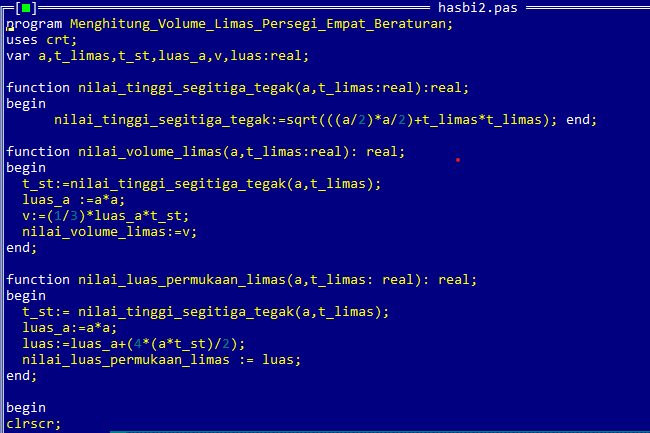 [■] hasbi2.pas
program Menghitung_Volume_Limas_Persegi_Empat_Beraturan;
uses crt;
var a,t_limas,t_st,luas_a,v,luas:real;
function nilai_tinggi_segitiga_tegak(a,t_limas:real):real;
begin
nilai_tinggi_segitiga_tegak:=sqrt(((a/2)*a/2)+t_limas*t_limas); end;
function nilai_volume_limas(a,t_limas:real): real;
begin
t_st:=nilai_tinggi_segitiga_tegak(a,t_limas);
luas_a :=a*a;
v:=(1/3)*luas_a*t_st;
nilai_volume_limas:=v;
end;
function nilai_luas_permukaan_limas(a,t_limas: real): real;
begin
t_st:= nilai_tinggi_segitiga_tegak(a,t_limas);
luas_a:=a*a;
luas:=luas_a+(4*(a*t_st)/2);
nilai_luas_permukaan_limas := luas;
end;
begin
clrscr;